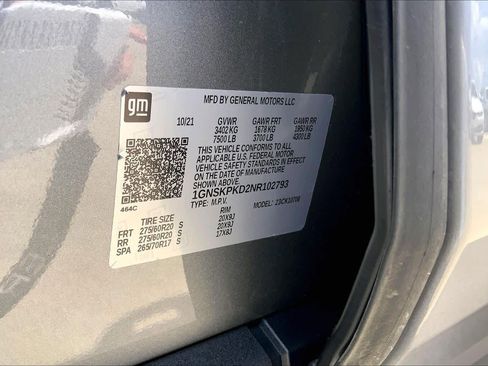 gm
MFD BY GENERAL MOTORS LLC
10/21 GVWR GAWR FRT GAWR RR
3402 KG 1678 KG 1950 KG
7500 LB 3700 LB 4300 LB
THIS VEHICLE CONFORMS TO ALL
APPLICABLE U.S. FEDERAL MOTOR
VEHICLE SAFETY STANDARDS IN EFFECT
ON THE DATE OF MANUFACTURE
SHOWN ABOVE.
1GNSKPKD2NR102793
TYPE: M.P.V. MODEL:
464C
TIRE SIZE RIM
FRT 275/60R20 S 20X9J
RR 275/60R20 S 20X9J
SPA 265/70R17 S 17X8J